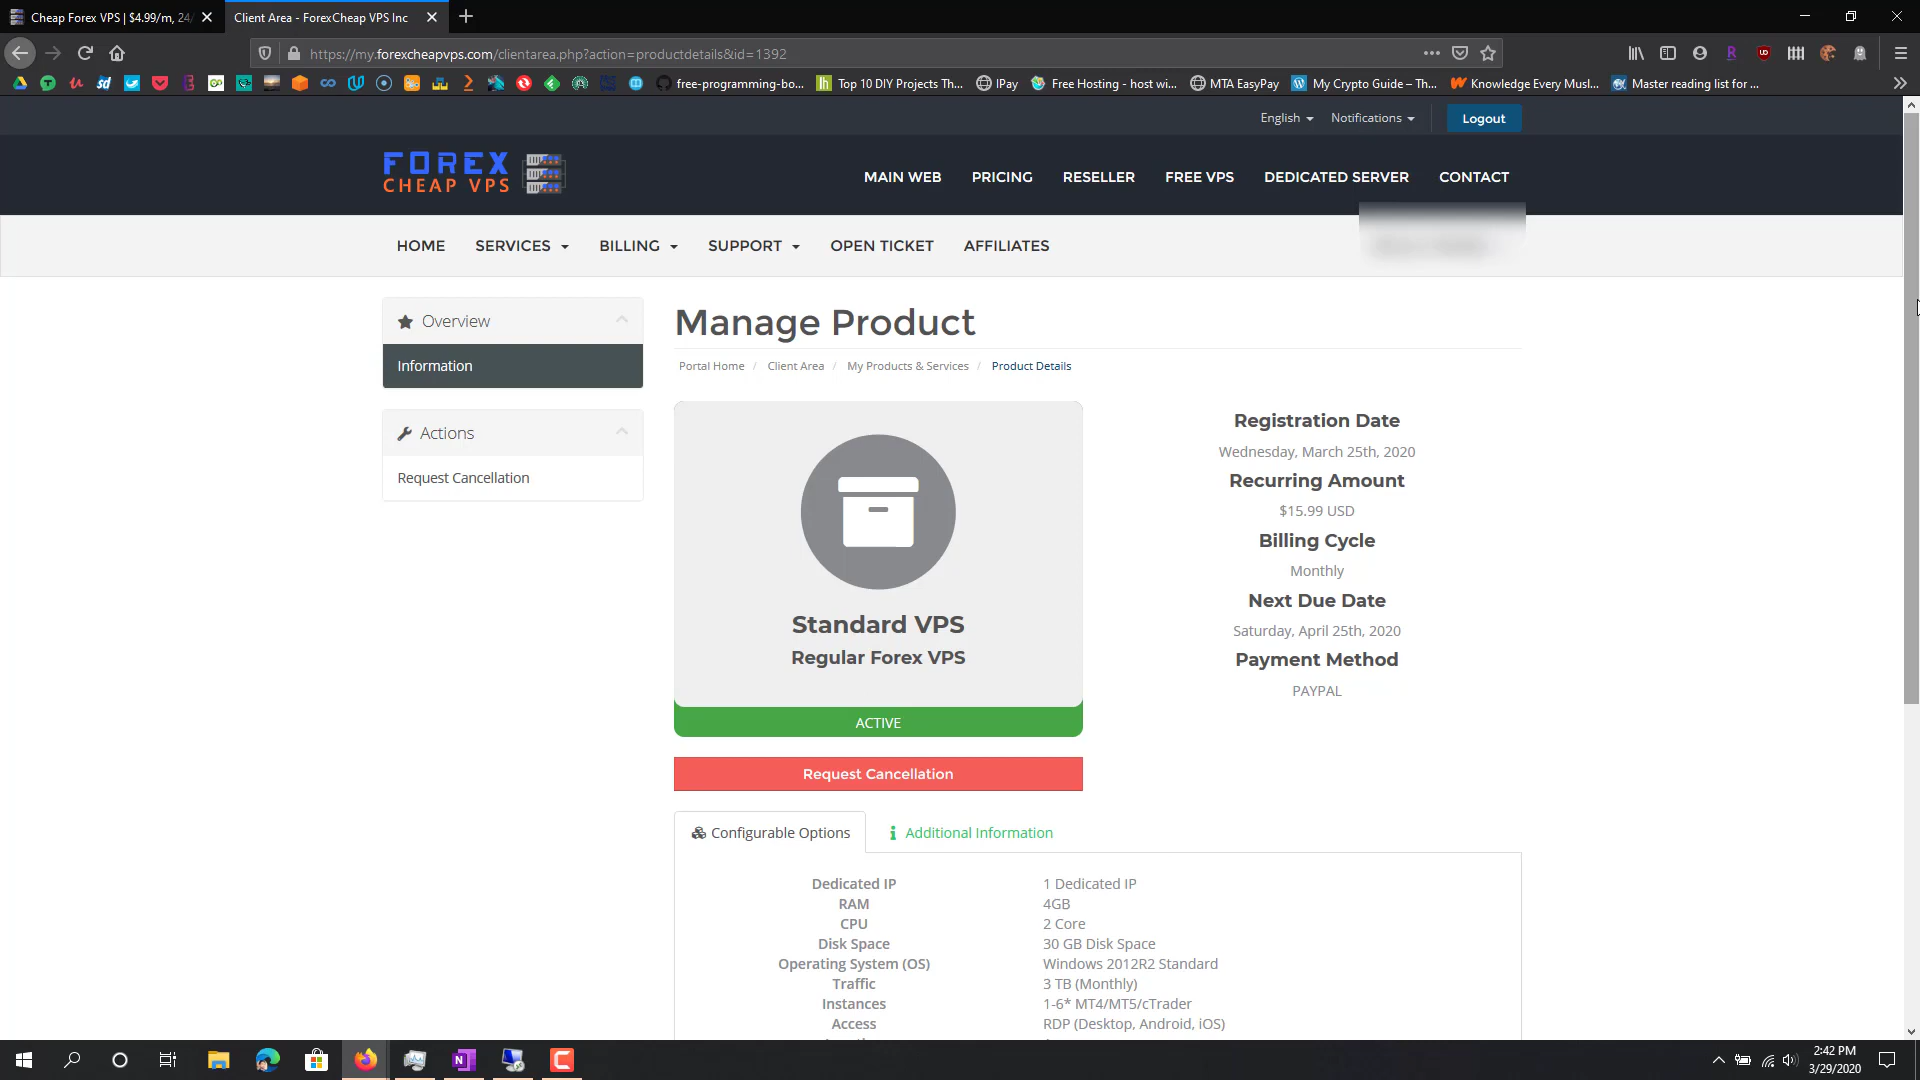 Cheap Forex VPS | $4.99/m, 24
Client Area - ForexCheap VPS Inc
https://my.forexcheapvps.com/clientarea.php?action=productdetails&id=1392
free-programming-bo...
Top 10 DIY Projects Th...
IPay
Free Hosting - host wi...
MTA EasyPay
My Crypto Guide – Th...
Knowledge Every Musl...
Master reading list for ...
English
Notifications
Logout
FOREX
CHEAP VPS
MAIN WEB
PRICING
RESELLER
FREE VPS
DEDICATED SERVER
CONTACT
HOME
SERVICES
BILLING
SUPPORT
OPEN TICKET
AFFILIATES
Overview
Information
Actions
Request Cancellation
Manage Product
Portal Home / Client Area / My Products & Services / Product Details
Standard VPS
Regular Forex VPS
ACTIVE
Request Cancellation
Registration Date
Wednesday, March 25th, 2020
Recurring Amount
$15.99 USD
Billing Cycle
Monthly
Next Due Date
Saturday, April 25th, 2020
Payment Method
PAYPAL
Configurable Options
Additional Information
Dedicated IP 1 Dedicated IP
RAM 4GB
CPU 2 Core
Disk Space 30 GB Disk Space
Operating System (OS) Windows 2012R2 Standard
Traffic 3 TB (Monthly)
Instances 1-6* MT4/MT5/cTrader
Access RDP (Desktop, Android, iOS)
2:42 PM
3/29/2020